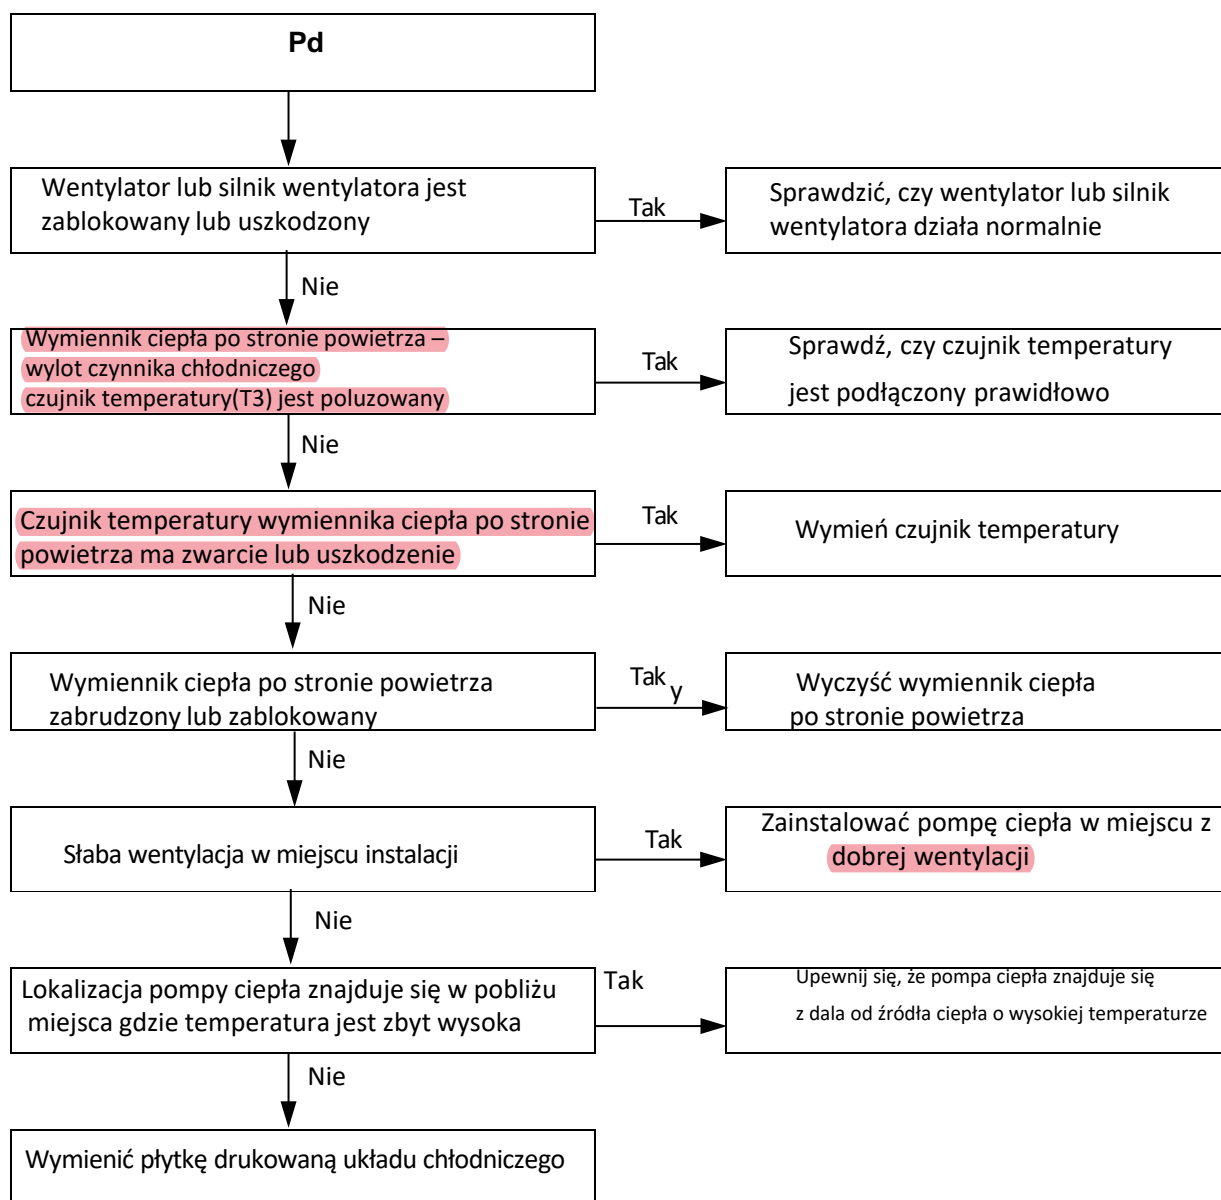 Pd
Wentylator lub silnik wentylatora jest
zablokowany lub uszkodzony
Tak
Sprawdzić, czy wentylator lub silnik
wentylatora działa normalnie
Nie
Wymiennik ciepła po stronie powietrza –
wylot czynnika chłodniczego
czujnik temperatury(T3) jest poluzowany
Tak
Sprawdź, czy czujnik temperatury
jest podłączony prawidłowo
Nie
Czujnik temperatury wymiennika ciepła po stronie
powietrza ma zwarcie lub uszkodzenie
Tak
Wymień czujnik temperatury
Nie
Wymiennik ciepła po stronie powietrza
zabrudzony lub zablokowany
Tak
y
Wyczyść wymiennik ciepła
po stronie powietrza
Nie
Słaba wentylacja w miejscu instalacji
Tak
Zainstalować pompę ciepła w miejscu z
dobrej wentylacji
Nie
Lokalizacja pompy ciepła znajduje się w pobliżu
miejsca gdzie temperatura jest zbyt wysoka
Tak
Upewnij się, że pompa ciepła znajduje się
z dala od źródła ciepła o wysokiej temperaturze
Nie
Wymienić płytkę drukowaną układu chłodniczego